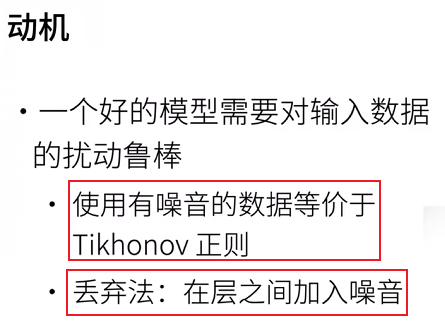 动机
• 一个好的模型需要对输入数据
的扰动鲁棒
• 使用有噪音的数据等价于
Tikhonov 正则
• 丢弃法：在层之间加入噪音